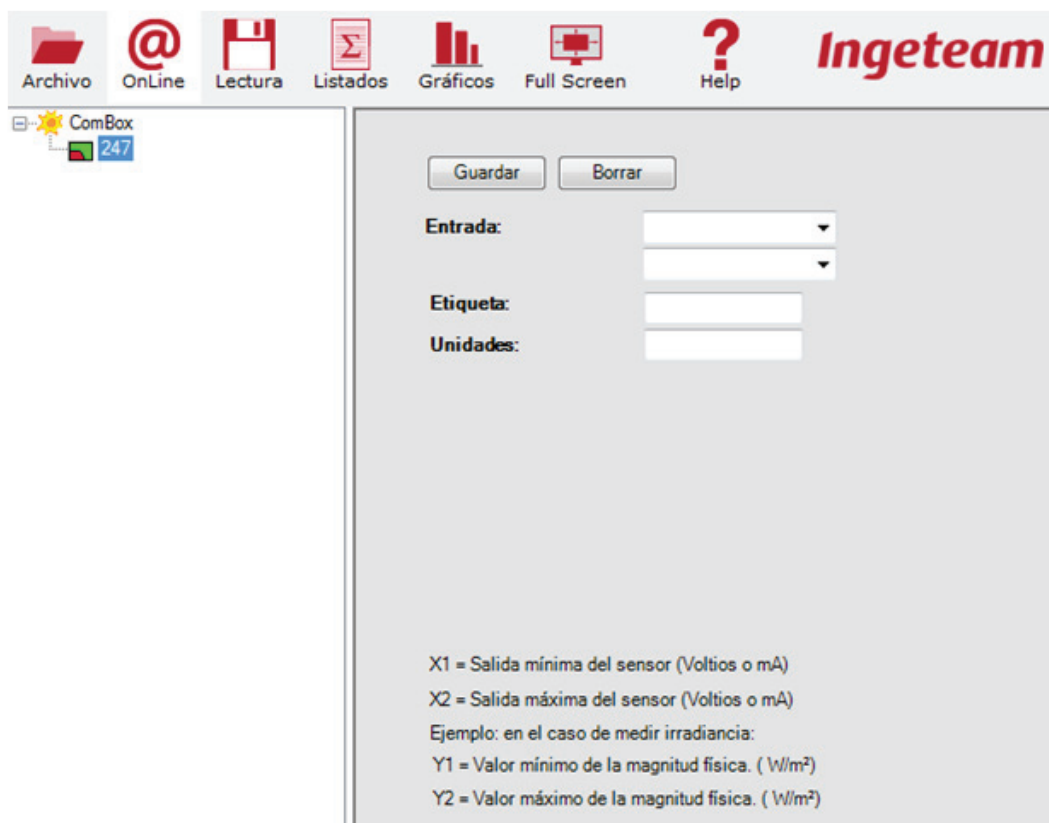 Archivo OnLine Lectura Listados Gráficos Full Screen Help Ingeteam
ComBox
247
Guardar Borrar
Entrada:
Etiqueta:
Unidades:
X1 = Salida mínima del sensor (Voltios o mA)
X2 = Salida máxima del sensor (Voltios o mA)
Ejemplo: en el caso de medir irradiancia:
Y1 = Valor mínimo de la magnitud física. ( W/m²)
Y2 = Valor máximo de la magnitud física. ( W/m²)